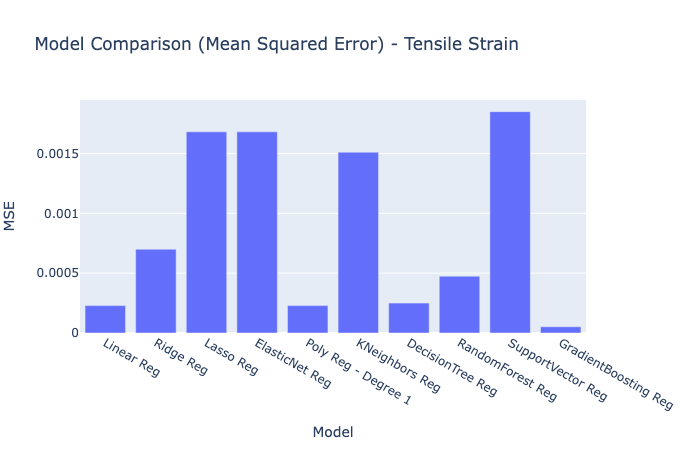 Model Comparison (Mean Squared Error) - Tensile Strain
MSE
0.0015
0.001
0.0005
0
Linear Reg
Ridge Reg
Lasso Reg
ElasticNet Reg
Poly Reg - Degree 1
KNeighbors Reg
DecisionTree Reg
RandomForest Reg
SupportVector Reg
GradientBoosting Reg
Model